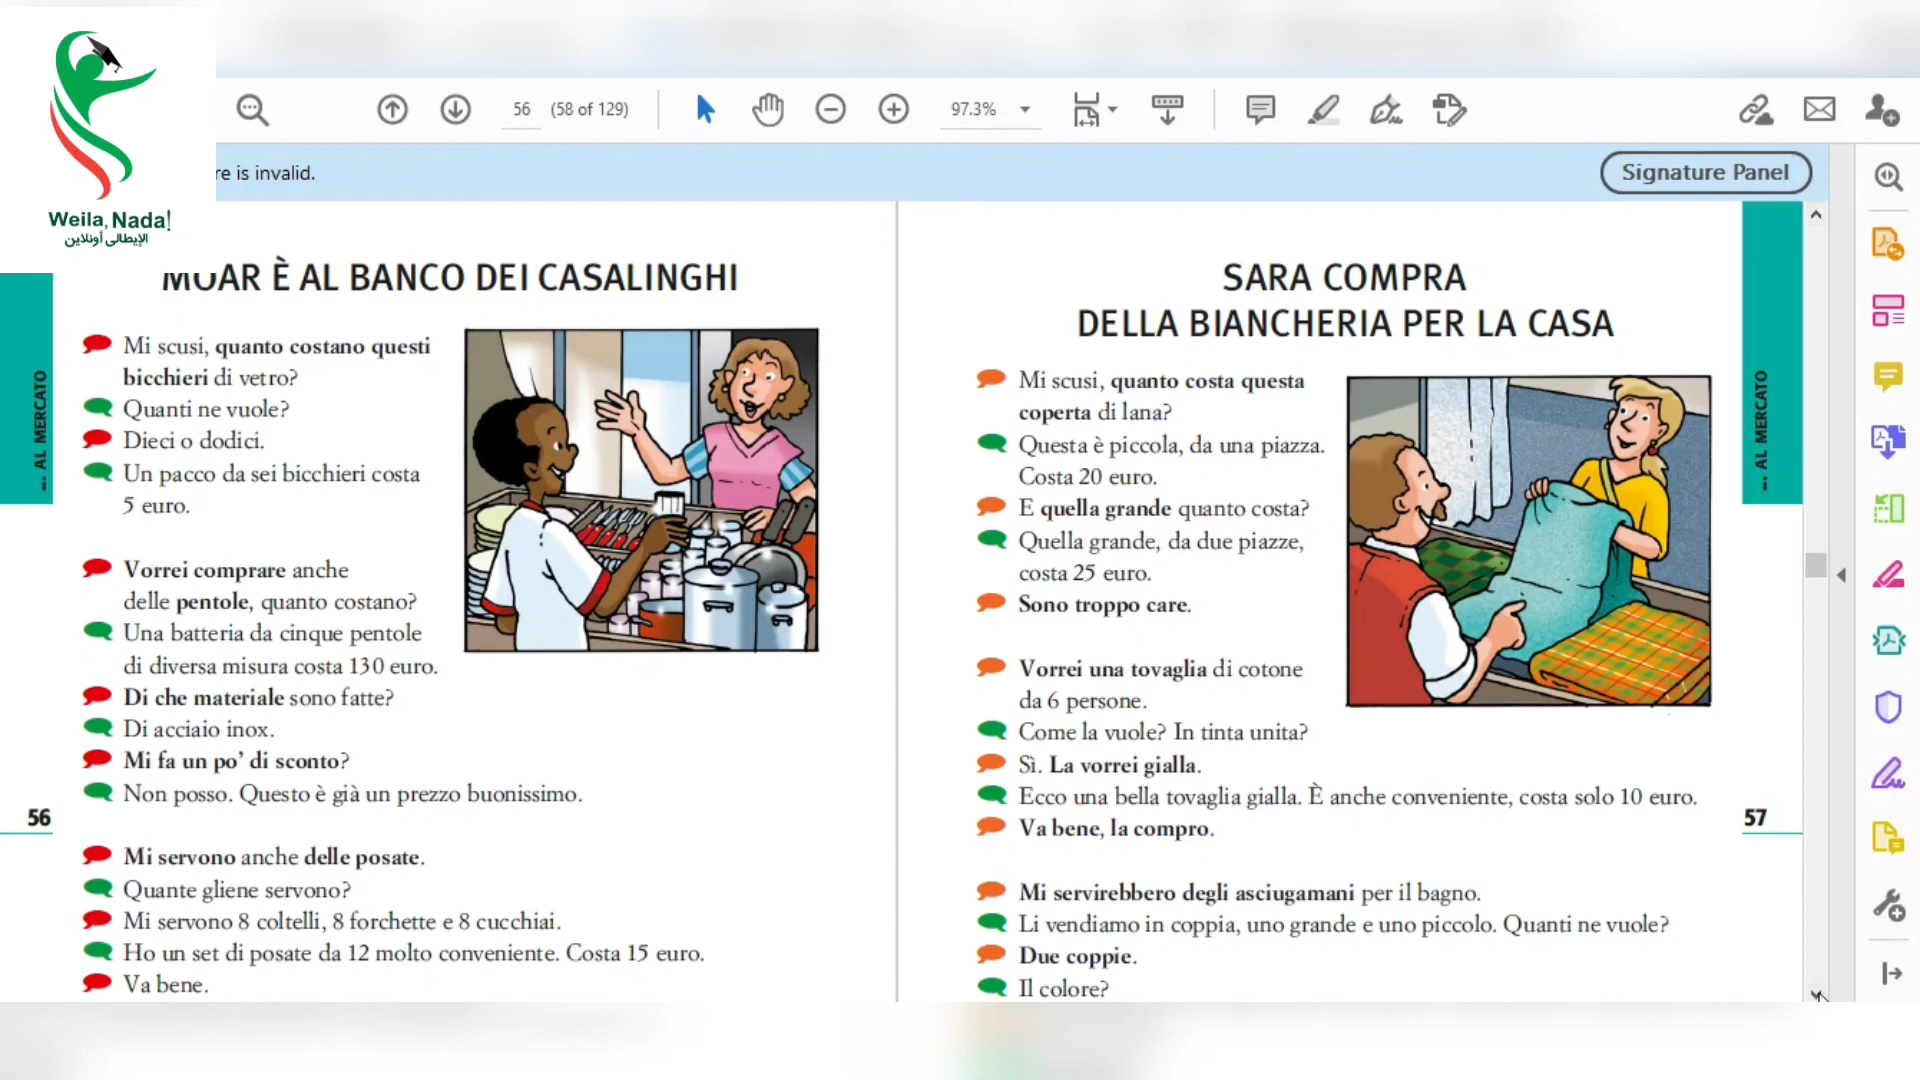 Weila, Nada!
الإيطالى أونلاين
56 (58 of 129)
97.3%
re is invalid.
Signature Panel
MOAR È AL BANCO DEI CASALINGHI
... AL MERCATO
Mi scusi, quanto costano questi
bicchieri di vetro?
Quanti ne vuole?
Dieci o dodici.
Un pacco da sei bicchieri costa
5 euro.
Vorrei comprare anche
delle pentole, quanto costano?
Una batteria da cinque pentole
di diversa misura costa 130 euro.
Di che materiale sono fatte?
Di acciaio inox.
Mi fa un po’ di sconto?
Non posso. Questo è già un prezzo buonissimo.
56
Mi servono anche delle posate.
Quante gliene servono?
Mi servono 8 coltelli, 8 forchette e 8 cucchiai.
Ho un set di posate da 12 molto conveniente. Costa 15 euro.
Va bene.
SARA COMPRA
DELLA BIANCHERIA PER LA CASA
... AL MERCATO
Mi scusi, quanto costa questa
coperta di lana?
Questa è piccola, da una piazza.
Costa 20 euro.
E quella grande quanto costa?
Quella grande, da due piazze,
costa 25 euro.
Sono troppo care.
Vorrei una tovaglia di cotone
da 6 persone.
Come la vuole? In tinta unita?
Sì. La vorrei gialla.
Ecco una bella tovaglia gialla. È anche conveniente, costa solo 10 euro.
57
Va bene, la compro.
Mi servirebbero degli asciugamani per il bagno.
Li vendiamo in coppia, uno grande e uno piccolo. Quanti ne vuole?
Due coppie.
Il colore?